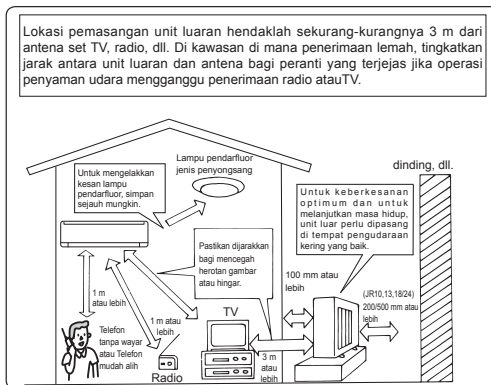 Lokasi pemasangan unit luaran hendaklah sekurang-kurangnya 3 m dari
antena set TV, radio, dll. Di kawasan di mana penerimaan lemah, tingkatkan
jarak antara unit luaran dan antena bagi peranti yang terjejas jika operasi
penyaman udara mengganggu penerimaan radio atauTV.
Lampu pendarfluor
jenis penyongsang
dinding, dll.
Untuk mengelakkan
kesan lampu
pendarfluor, simpan
sejauh mungkin.
Untuk keberkesanan
optimum dan untuk
melanjutkan masa hidup,
unit luar perlu dipasang
di tempat pengudaraan
kering yang baik.
Pastikan dijarakkan
bagi mencegah
herotan gambar
atau hingar.
100 mm atau
lebih
(JR10,13,18/24)
200/500 mm atau
lebih
1 m
atau lebih
1 m atau
lebih
TV
Telefon
tanpa wayar
atau Telefon
mudah alih
Radio
3 m
atau
lebih